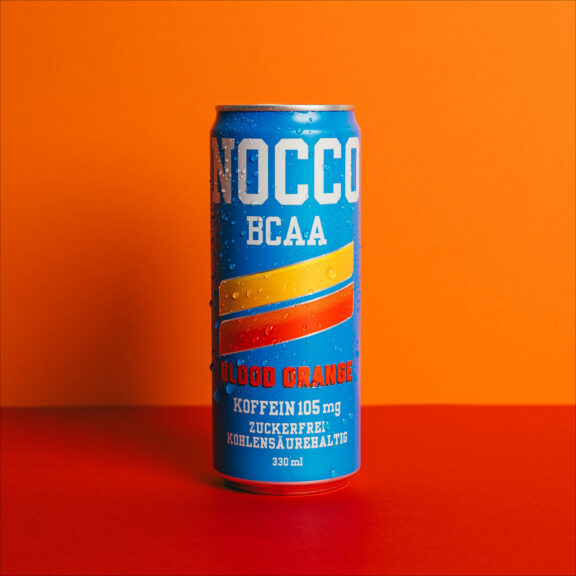 NOCCO
BCAA
BLOOD ORANGE
KOFFEIN 105 mg
ZUCKERFREI
KOHLENSÄUREHALTIG
330 ml